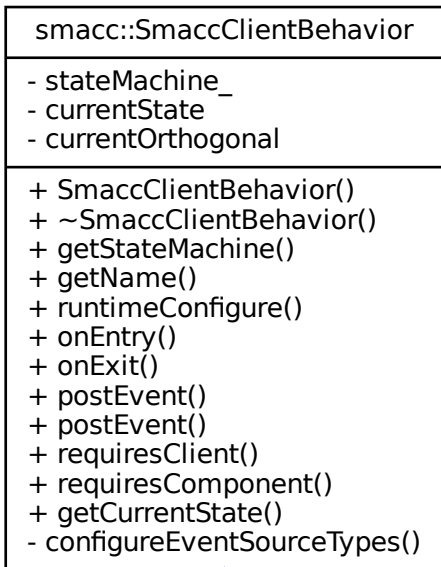 smacc::SmaccClientBehavior
- stateMachine_
- currentState
- currentOrthogonal
+ SmaccClientBehavior()
+ ~SmaccClientBehavior()
+ getStateMachine()
+ getName()
+ runtimeConfigure()
+ onEntry()
+ onExit()
+ postEvent()
+ postEvent()
+ requiresClient()
+ requiresComponent()
+ getCurrentState()
- configureEventSourceTypes()